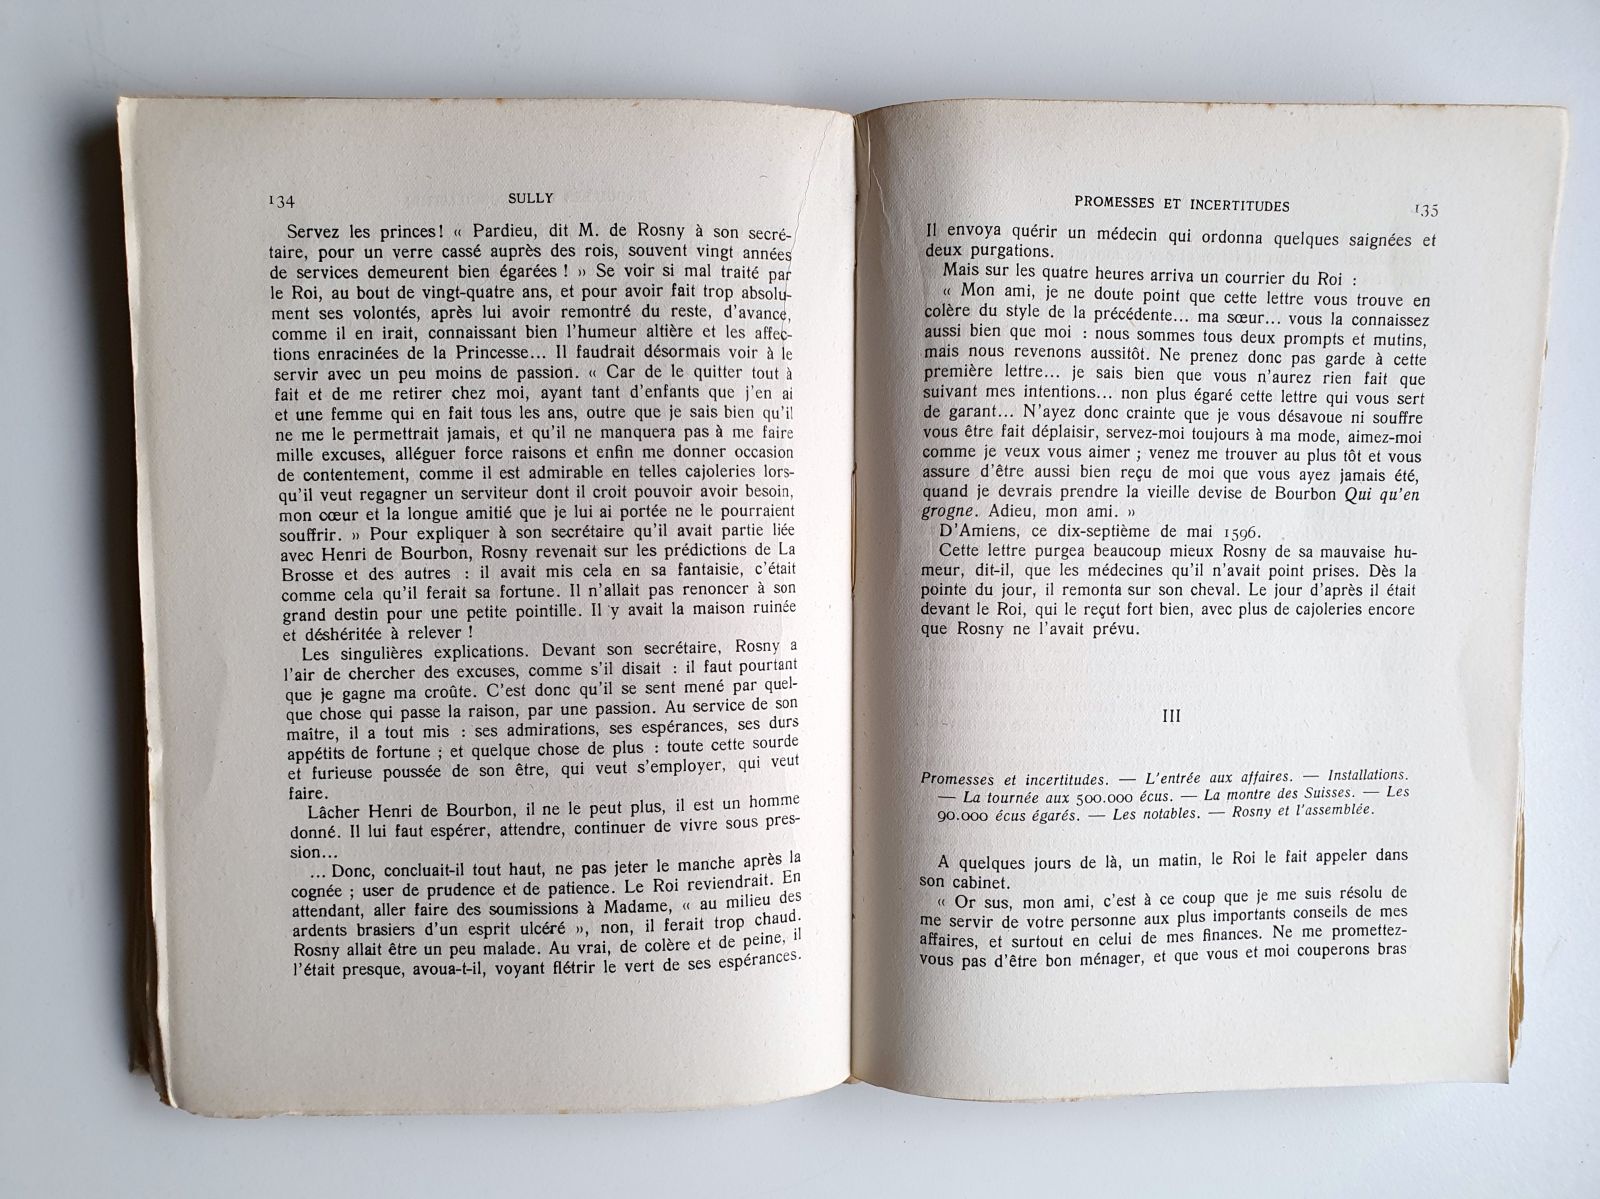 134
SULLY
Servez les princes! « Pardieu, dit M. de Rosny à son secré-
taire, pour un verre cassé auprès des rois, souvent vingt années
de services demeurent bien égarées ! » Se voir si mal traité par
le Roi, au bout de vingt-quatre ans, et pour avoir fait trop absolu-
ment ses volontés, après lui avoir remontré du reste, d'avance,
comme il en irait, connaissant bien l'humeur altière et les affec-
tions enracinées de la Princesse... Il faudrait désormais voir à le
servir avec un peu moins de passion. « Car de le quitter tout à
fait et de me retirer chez moi, ayant tant d'enfants que j'en ai
et une femme qui en fait tous les ans, outre que je sais bien qu'il
ne me le permettrait jamais, et qu'il ne manquera pas à me faire
mille excuses, alléguer force raisons et enfin me donner occasion
de contentement, comme il est admirable en telles cajoleries lors-
qu'il veut regagner un serviteur dont il croit pouvoir avoir besoin,
mon cœur et la longue amitié que je lui ai portée ne le pourraient
souffrir. » Pour expliquer à son secrétaire qu'il avait partie liée
avec Henri de Bourbon, Rosny revenait sur les prédictions de La
Brosse et des autres : il avait mis cela en sa fantaisie, c'était
comme cela qu'il ferait sa fortune. Il n'allait pas renoncer à son
grand destin pour une petite pointille. Il y avait la maison ruinée
et déshéritée à relever !
Les singulières explications. Devant son secrétaire, Rosny a
l'air de chercher des excuses, comme s'il disait : il faut pourtant
que je gagne ma croûte. C'est donc qu'il se sent mené par quel-
que chose qui passe la raison, par une passion. Au service de son
maître, il a tout mis : ses admirations, ses espérances, ses durs
appétits de fortune ; et quelque chose de plus : toute cette sourde
et furieuse poussée de son être, qui veut s'employer, qui veut
faire.
Lâcher Henri de Bourbon, il ne le peut plus, il est un homme
donné. Il lui faut espérer, attendre, continuer de vivre sous pres-
sion...
... Donc, concluait-il tout haut, ne pas jeter le manche après la
cognée ; user de prudence et de patience. Le Roi reviendrait. En
attendant, aller faire des soumissions à Madame, « au milieu des
ardents brasiers d'un esprit ulcéré », non, il ferait trop chaud.
Rosny allait être un peu malade. Au vrai, de colère et de peine, il
l'était presque, avoua-t-il, voyant flétrir le vert de ses espérances.
PROMESSES ET INCERTITUDES
135
Il envoya quérir un médecin qui ordonna quelques saignées et
deux purgations.
Mais sur les quatre heures arriva un courrier du Roi :
« Mon ami, je ne doute point que cette lettre vous trouve en
colère du style de la précédente... ma sœur... vous la connaissez
aussi bien que moi : nous sommes tous deux prompts et mutins,
mais nous revenons aussitôt. Ne prenez donc pas garde à cette
première lettre... je sais bien que vous n'aurez rien fait que
suivant mes intentions... non plus égaré cette lettre qui vous sert
de garant... N'ayez donc crainte que je vous désavoue ni souffre
vous être fait déplaisir, servez-moi toujours à ma mode, aimez-moi
comme je veux vous aimer ; venez me trouver au plus tôt et vous
assure d'être aussi bien reçu de moi que vous ayez jamais été,
quand je devrais prendre la vieille devise de Bourbon Qui qu'en
grogne. Adieu, mon ami. »
D'Amiens, ce dix-septième de mai 1596.
Cette lettre purgea beaucoup mieux Rosny de sa mauvaise hu-
meur, dit-il, que les médecines qu'il n'avait point prises. Dès la
pointe du jour, il remonta sur son cheval. Le jour d'après il était
devant le Roi, qui le reçut fort bien, avec plus de cajoleries encore
que Rosny ne l'avait prévu.
III
Promesses et incertitudes. — L'entrée aux affaires. — Installations.
— La tournée aux 500.000 écus. — La montre des Suisses. — Les
90.000 écus égarés. — Les notables. — Rosny et l'assemblée.
A quelques jours de là, un matin, le Roi le fait appeler dans
son cabinet.
« Or sus, mon ami, c'est à ce coup que je me suis résolu de
me servir de votre personne aux plus importants conseils de mes
affaires, et surtout en celui de mes finances. Ne me promettez-
vous pas d'être bon ménager, et que vous et moi couperons bras